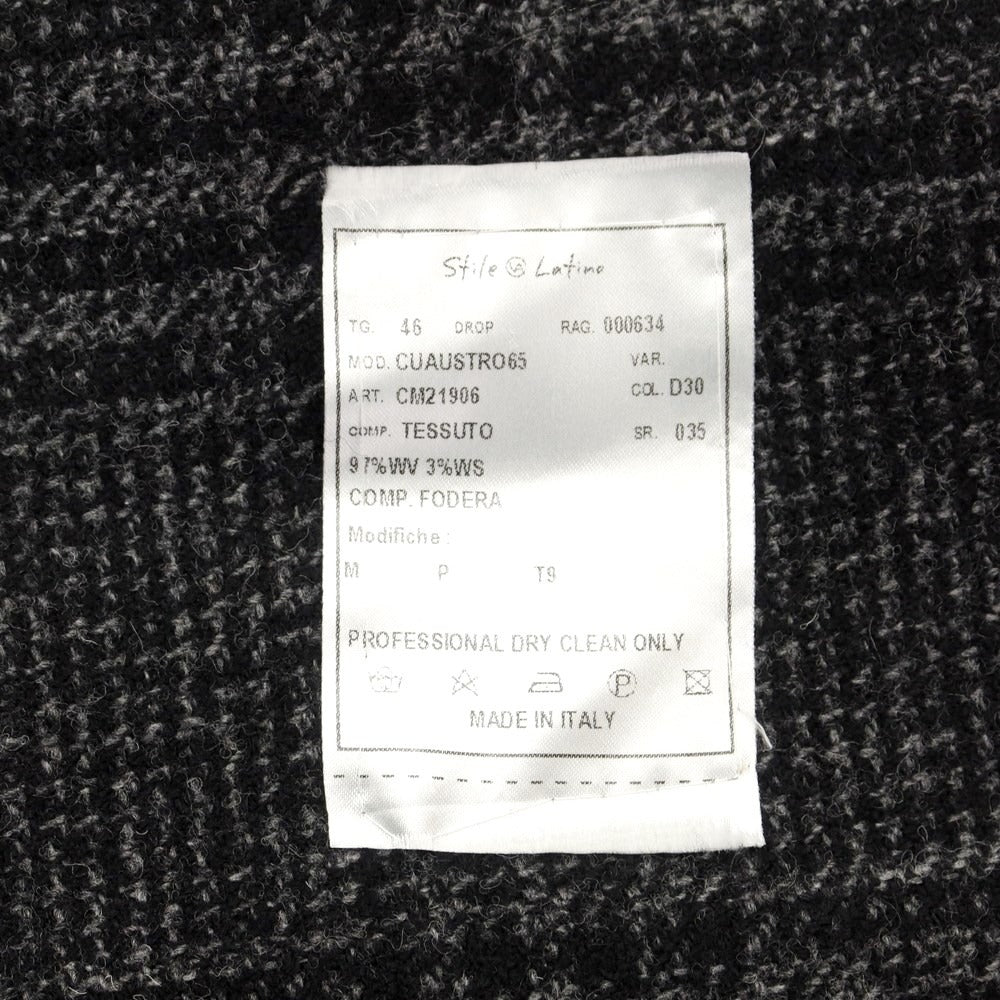 Stile Latino
TG. 46 DROP RAG. 000634
MOD. CUAUSTRO65 VAR.
ART. CM21906 COL. D30
COMP. TESSUTO SR. 035
97%WV 3%WS
COMP. FODERA
Modifiche :
M P T9
PROFESSIONAL DRY CLEAN ONLY
P
MADE IN ITALY